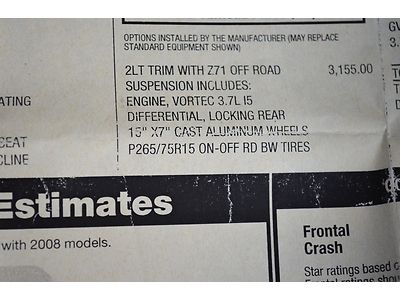 OPTIONS INSTALLED BY THE MANUFACTURER (MAY REPLACE
STANDARD EQUIPMENT SHOWN)
2LT TRIM WITH Z71 OFF ROAD 3,155.00
SUSPENSION INCLUDES:
ENGINE, VORTEC 3.7L I5
DIFFERENTIAL, LOCKING REAR
15" X7" CAST ALUMINUM WHEELS
P265/75R15 ON-OFF RD BW TIRES
ATING
CLINE
Estimates
with 2008 models.
Frontal
Crash
Star ratings based